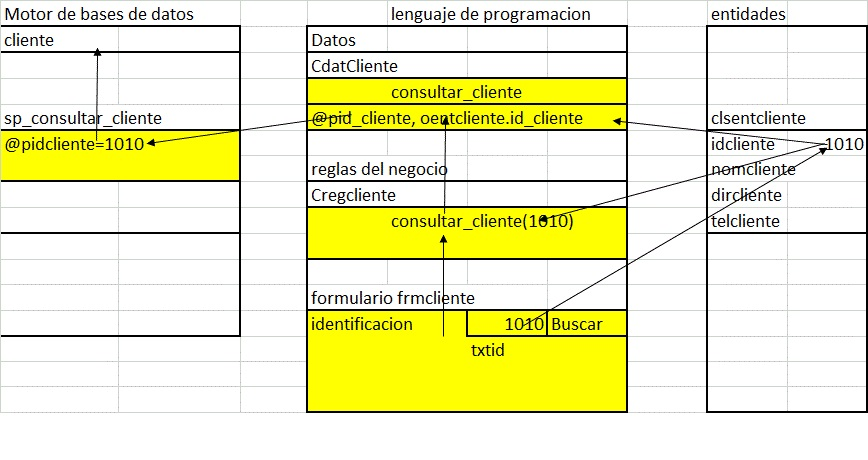 Motor de bases de datos
cliente
sp_consultar_cliente
@pidcliente=1010
lenguaje de programacion
Datos
CdatCliente
consultar_cliente
@pid_cliente, oentcliente.id_cliente
reglas del negocio
Cregcliente
consultar_cliente(1010)
formulario frmcliente
identificacion 1010 Buscar
txtid
entidades
clsentcliente
idcliente 1010
nomcliente
dircliente
telcliente